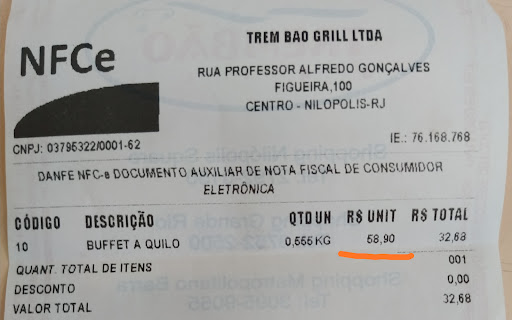 NFCe
TREM BAO GRILL LTDA
RUA PROFESSOR ALFREDO GONÇALVES
FIGUEIRA,100
CENTRO - NILOPOLIS-RJ
CNPJ: 03795322/0001-62
IE.: 76.168.768
DANFE NFC-e DOCUMENTO AUXILIAR DE NOTA FISCAL DE CONSUMIDOR
ELETRÔNICA
CÓDIGO DESCRIÇÃO QTD UN R$ UNIT R$ TOTAL
10 BUFFET A QUILO 0,555 KG 58,90 32,68
QUANT. TOTAL DE ITENS 001
DESCONTO 0,00
VALOR TOTAL 32,68